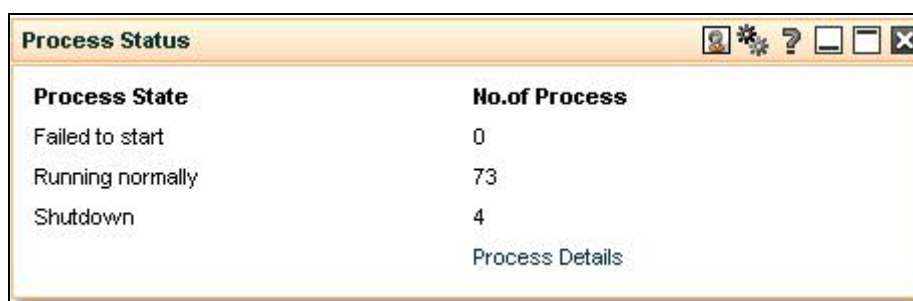 Process Status
Process State No.of Process
Failed to start 0
Running normally 73
Shutdown 4
Process Details